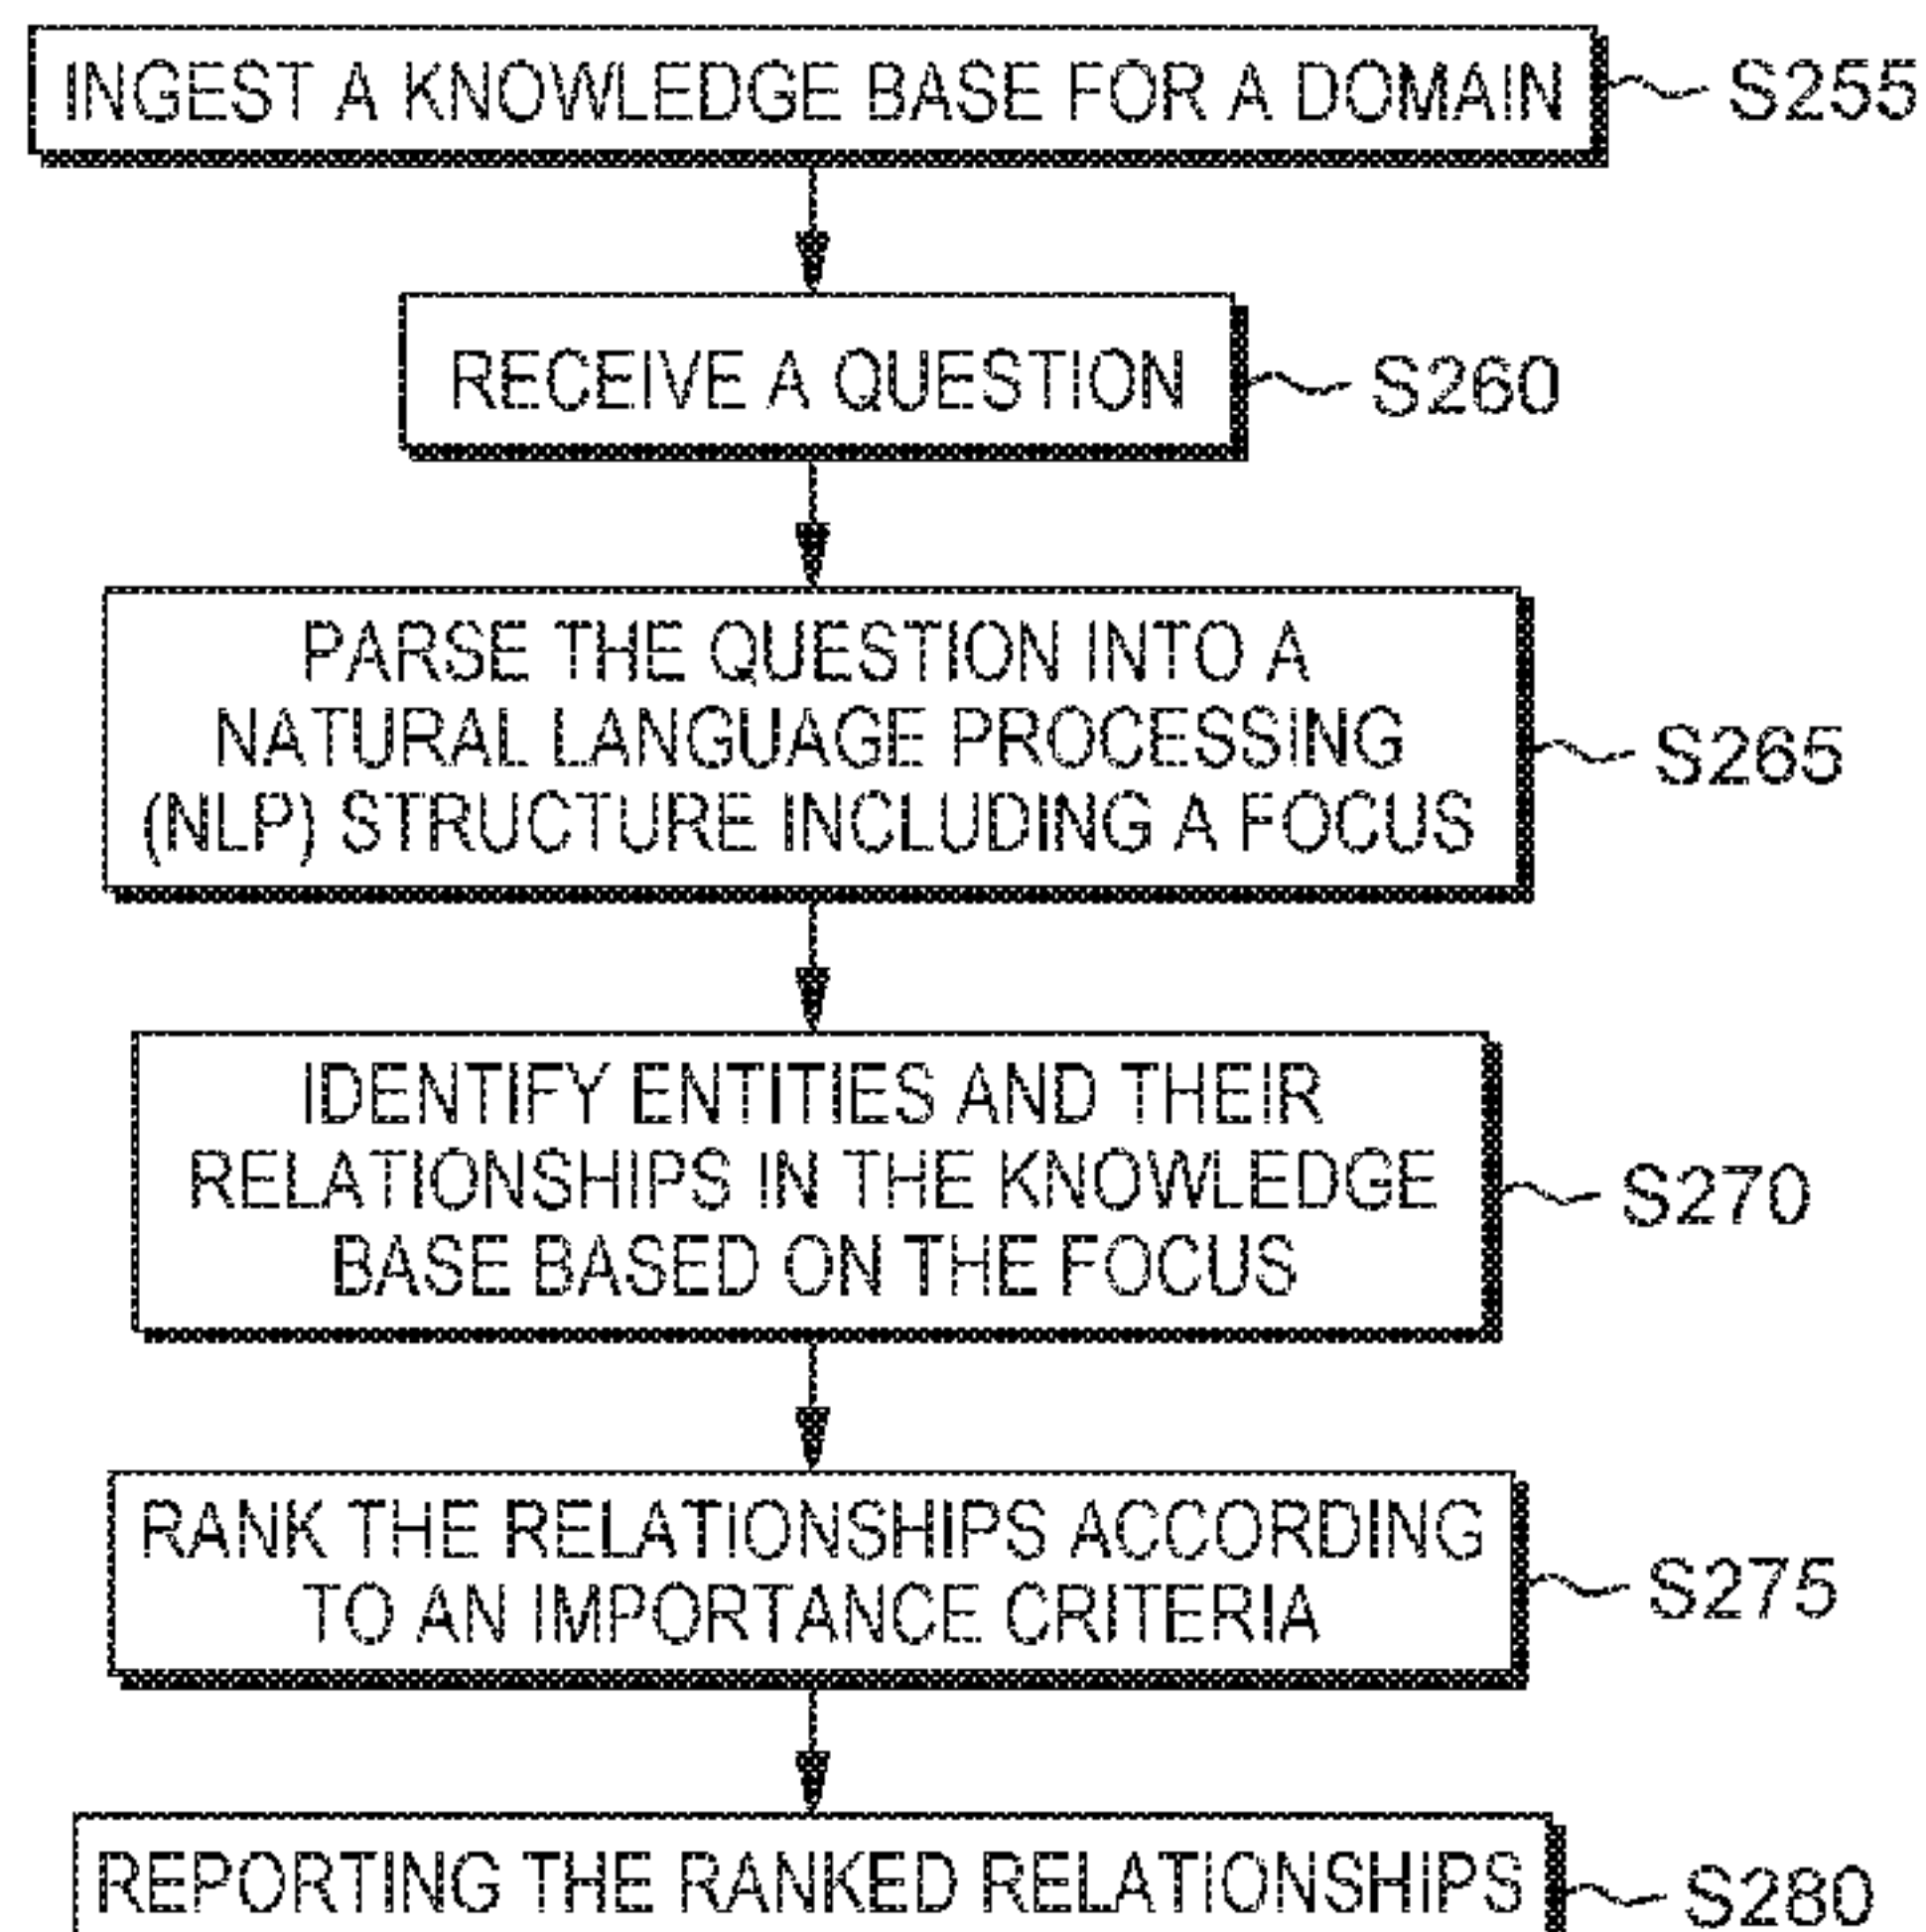 INGEST A KNOWLEDGE BASE FOR A DOMAIN
S255
RECEIVE A QUESTION
S260
PARSE THE QUESTION INTO A
NATURAL LANGUAGE PROCESSING
(NLP) STRUCTURE INCLUDING A FOCUS
S265
IDENTIFY ENTITIES AND THEIR
RELATIONSHIPS IN THE KNOWLEDGE
BASE BASED ON THE FOCUS
S270
RANK THE RELATIONSHIPS ACCORDING
TO AN IMPORTANCE CRITERIA
S275
REPORTING THE RANKED RELATIONSHIPS
S280